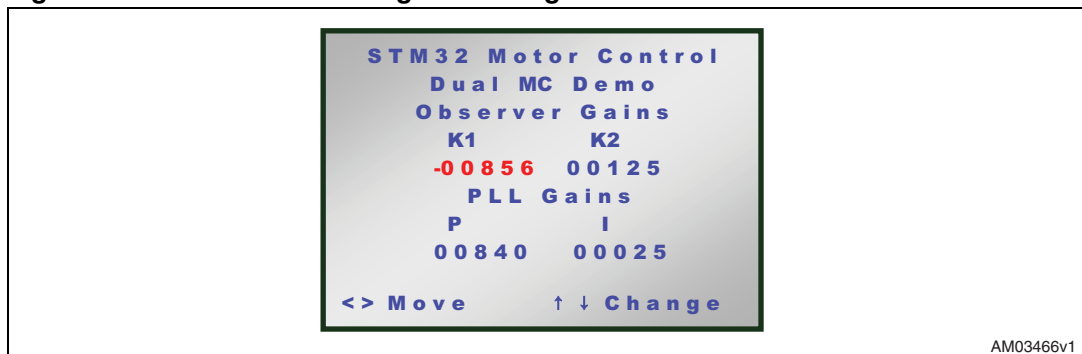 STM32 Motor Control
Dual MC Demo
Observer Gains
K1 K2
-00856 00125
PLL Gains
P I
00840 00025
<> Move ↑ ↓ Change
AM03466v1